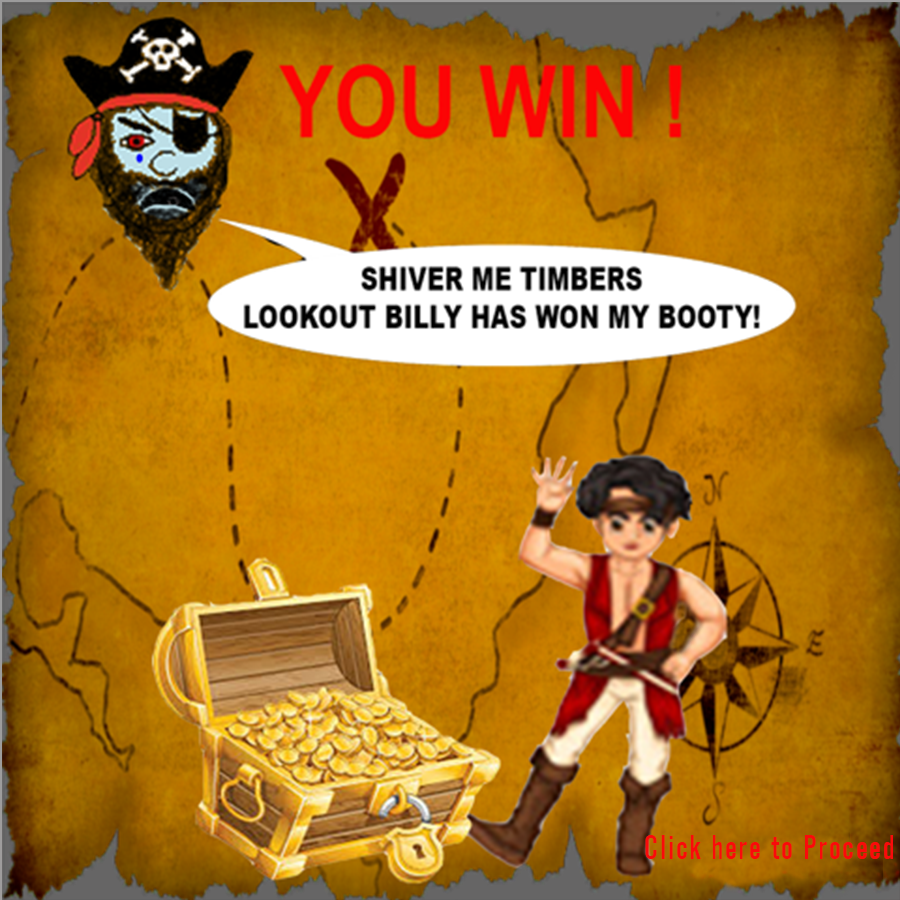 YOU WIN !
SHIVER ME TIMBERS
LOOKOUT BILLY HAS WON MY BOOTY!
N
E
S
Click here to Proceed